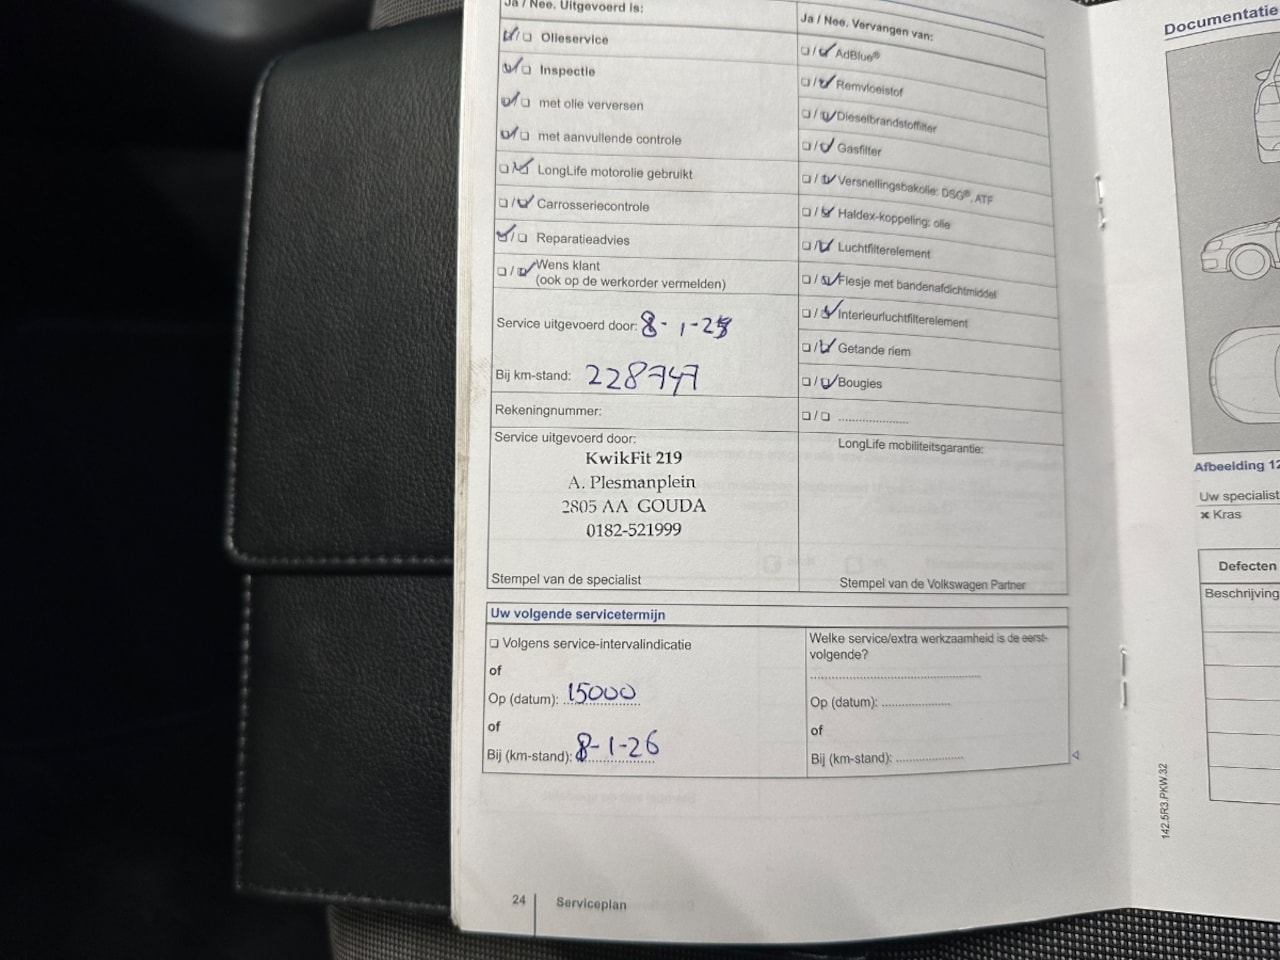 Ja / Nee. Uitgevoerd is:
☑/☐ Olieservice
☑/☐ Inspectie
☑/☐ met olie verversen
☑/☐ met aanvullende controle
☐/☑ LongLife motorolie gebruikt
☐/☑ Carrosseriecontrole
☑/☐ Reparatieadvies
☐/☑ Wens klant
(ook op de werkorder vermelden)
Service uitgevoerd door: 8-1-25
Bij km-stand: 228747
Rekeningnummer:
Service uitgevoerd door:
KwikFit 219
A. Plesmanplein
2805 AA GOUDA
0182-521999
Stempel van de specialist
Ja / Nee. Vervangen van:
☐/☑ AdBlue®
☐/☑ Remvloeistof
☐/☑ Dieselbrandstoffilter
☐/☑ Gasfilter
☐/☑ Versnellingsbakolie: DSG®, ATF
☐/☑ Haldex-koppeling: olie
☐/☑ Luchtfilterelement
☐/☑ Flesje met bandenafdichtmiddel
☐/☑ Interieurluchtfilterelement
☐/☑ Getande riem
☐/☑ Bougies
☐/☐ ....................
LongLife mobiliteitsgarantie:
Stempel van de Volkswagen Partner
Uw volgende servicetermijn
☐ Volgens service-intervalindicatie
of
Op (datum): 15000
of
Bij (km-stand): 8-1-26
Welke service/extra werkzaamheid is de eerst-
volgende?
Op (datum): ....................
of
Bij (km-stand): ....................
24 Serviceplan
Documentatie
Afbeelding 12
Uw specialist
× Kras
Defecten
Beschrijving
142.5R3.PKW.32